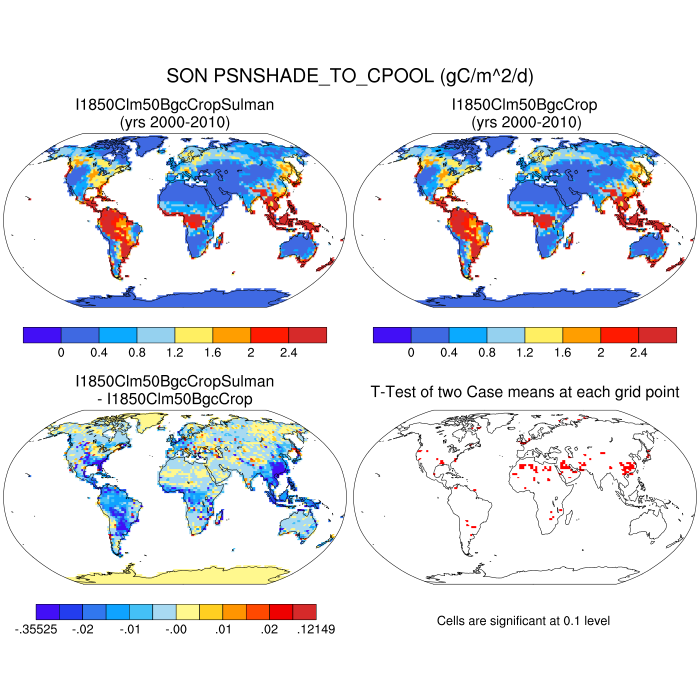 SON PSNSHADE_TO_CPOOL (gC/m^2/d)
I1850Clm50BgcCropSulman
(yrs 2000-2010)
I1850Clm50BgcCrop
(yrs 2000-2010)
0 0.4 0.8 1.2 1.6 2 2.4
0 0.4 0.8 1.2 1.6 2 2.4
I1850Clm50BgcCropSulman
- I1850Clm50BgcCrop
T-Test of two Case means at each grid point
-.35525 -.02 -.01 -.00 .01 .02 .12149
Cells are significant at 0.1 level